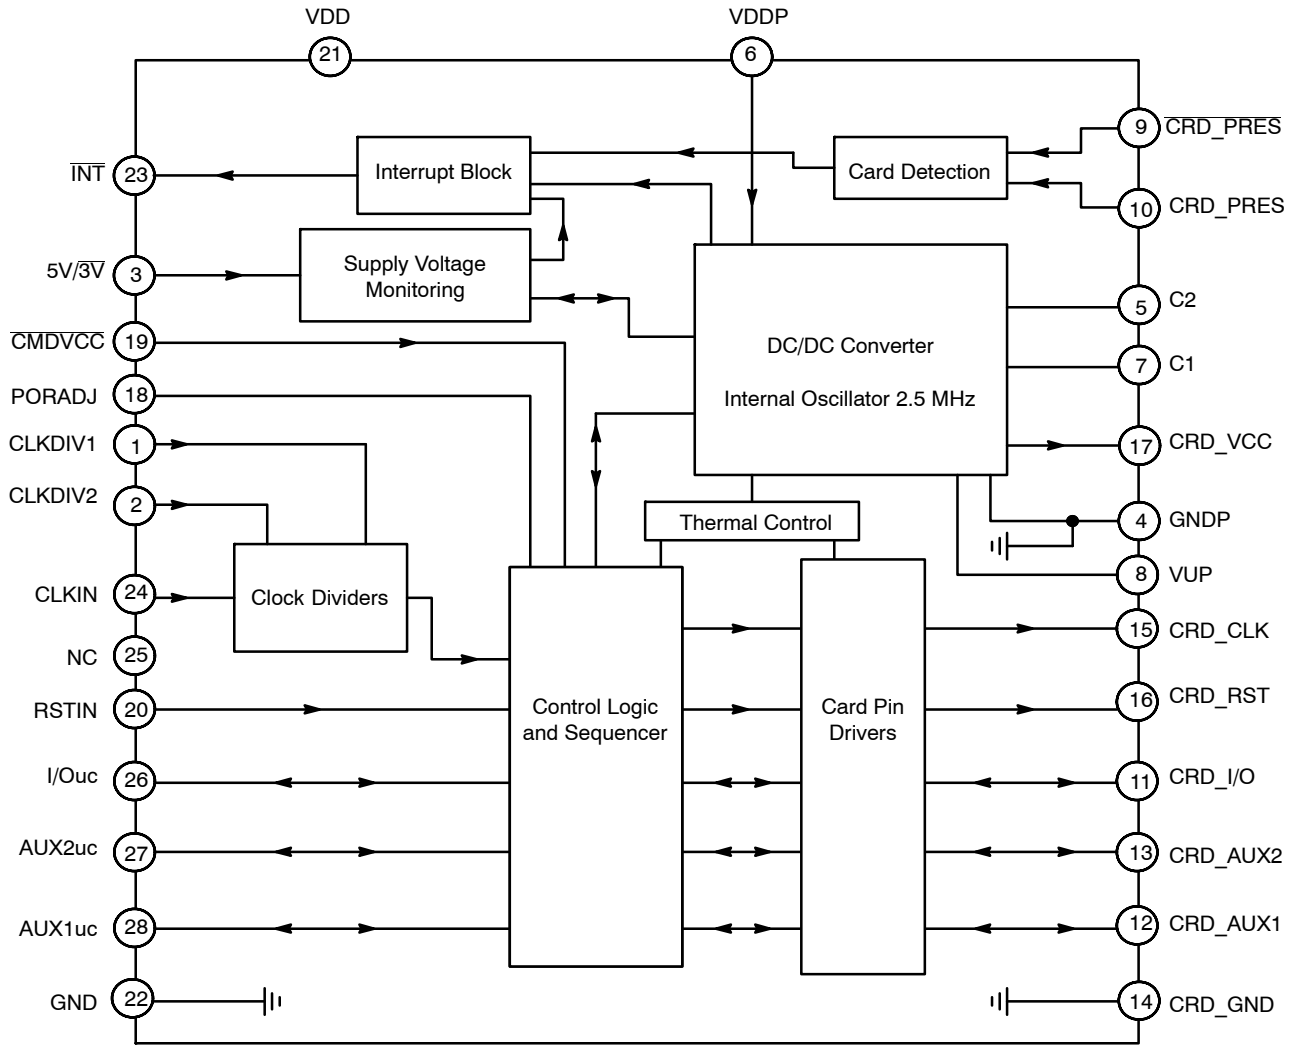 VDD
VDDP
21
6
INT
23
Interrupt Block
Card Detection
9
CRD_PRES
10
CRD_PRES
5V/3V
3
Supply Voltage
Monitoring
CMDVCC
19
PORADJ
18
CLKDIV1
1
CLKDIV2
2
DC/DC Converter
Internal Oscillator 2.5 MHz
5
C2
7
C1
17
CRD_VCC
Thermal Control
4
GNDP
8
VUP
CLKIN
24
Clock Dividers
NC
25
RSTIN
20
I/Ouc
26
AUX2uc
27
AUX1uc
28
GND
22
Control Logic
and Sequencer
Card Pin
Drivers
15
CRD_CLK
16
CRD_RST
11
CRD_I/O
13
CRD_AUX2
12
CRD_AUX1
14
CRD_GND